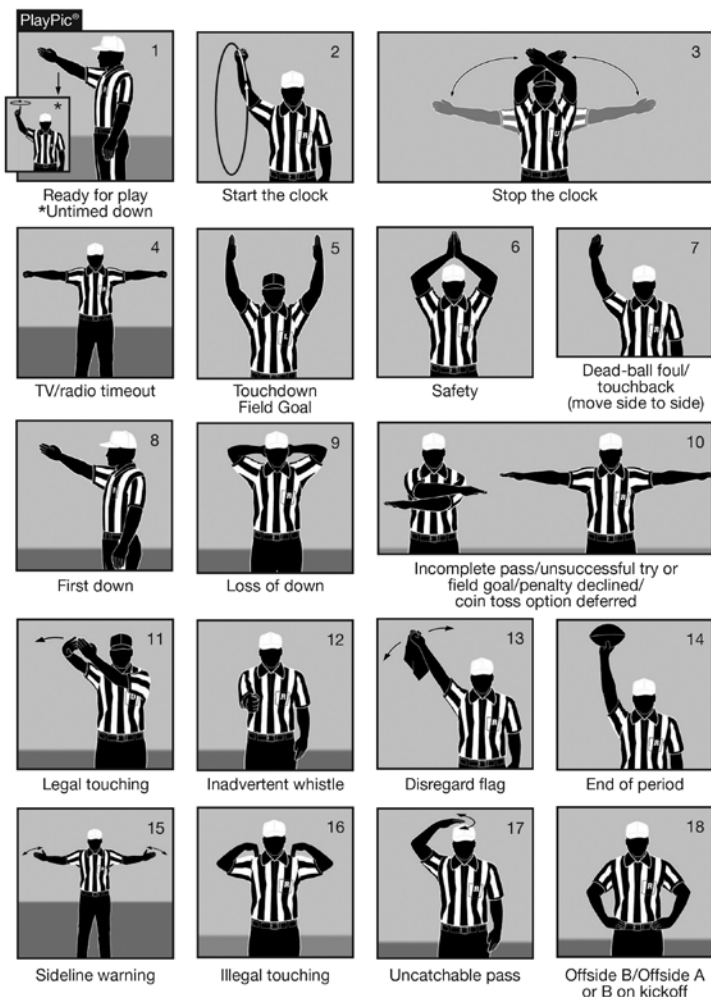 PlayPic®
1
*
Ready for play
*Untimed down
2
Start the clock
3
Stop the clock
4
TV/radio timeout
5
Touchdown
Field Goal
6
Safety
7
Dead-ball foul/
touchback
(move side to side)
8
First down
9
Loss of down
10
Incomplete pass/unsuccessful try or
field goal/penalty declined/
coin toss option deferred
11
Legal touching
12
Inadvertent whistle
13
Disregard flag
14
End of period
15
Sideline warning
16
Illegal touching
17
Uncatchable pass
18
Offside B/Offside A
or B on kickoff